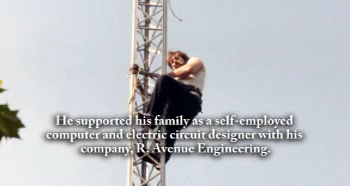 He supported his family as a self-employed
computer and electric circuit designer with his
company, R. Avenue Engineering.